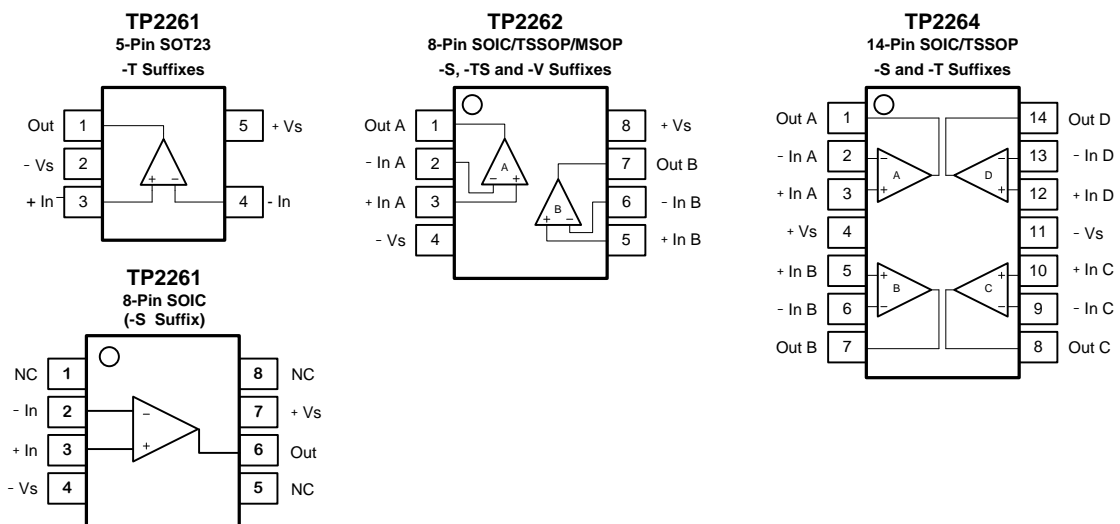 TP2261
5-Pin SOT23
-T Suffixes
Out 1
- Vs 2
+ In 3
5 + Vs
4 - In
+ -
TP2262
8-Pin SOIC/TSSOP/MSOP
-S, -TS and -V Suffixes
Out A 1
- In A 2
+ In A 3
- Vs 4
8 + Vs
7 Out B
6 - In B
5 + In B
A
- +
B
+ -
TP2264
14-Pin SOIC/TSSOP
-S and -T Suffixes
Out A 1
- In A 2
+ In A 3
+ Vs 4
+ In B 5
- In B 6
Out B 7
14 Out D
13 - In D
12 + In D
11 - Vs
10 + In C
9 - In C
8 Out C
- -
A D
+ +
+ +
B C
- -
TP2261
8-Pin SOIC
(-S Suffix)
NC 1
- In 2
+ In 3
- Vs 4
8 NC
7 + Vs
6 Out
5 NC
-
+